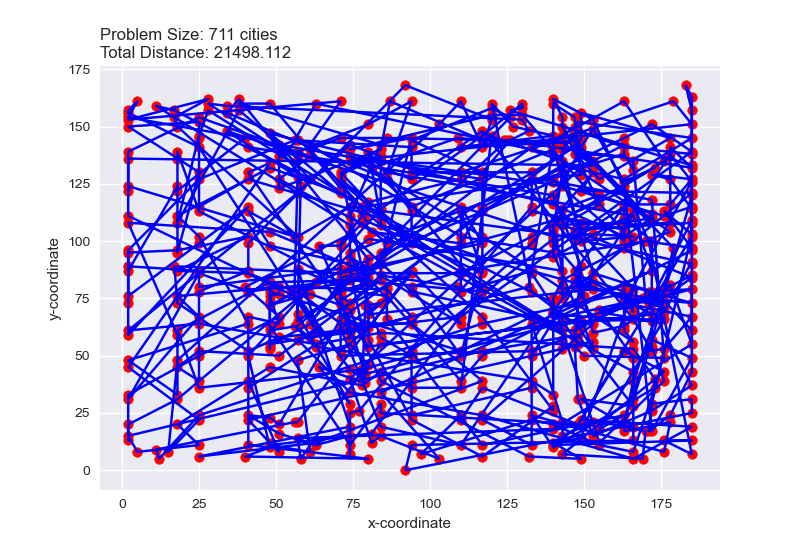 Problem Size: 711 cities
Total Distance: 21498.112
175
150
125
100
75
50
25
0
y-coordinate
0 25 50 75 100 125 150 175
x-coordinate